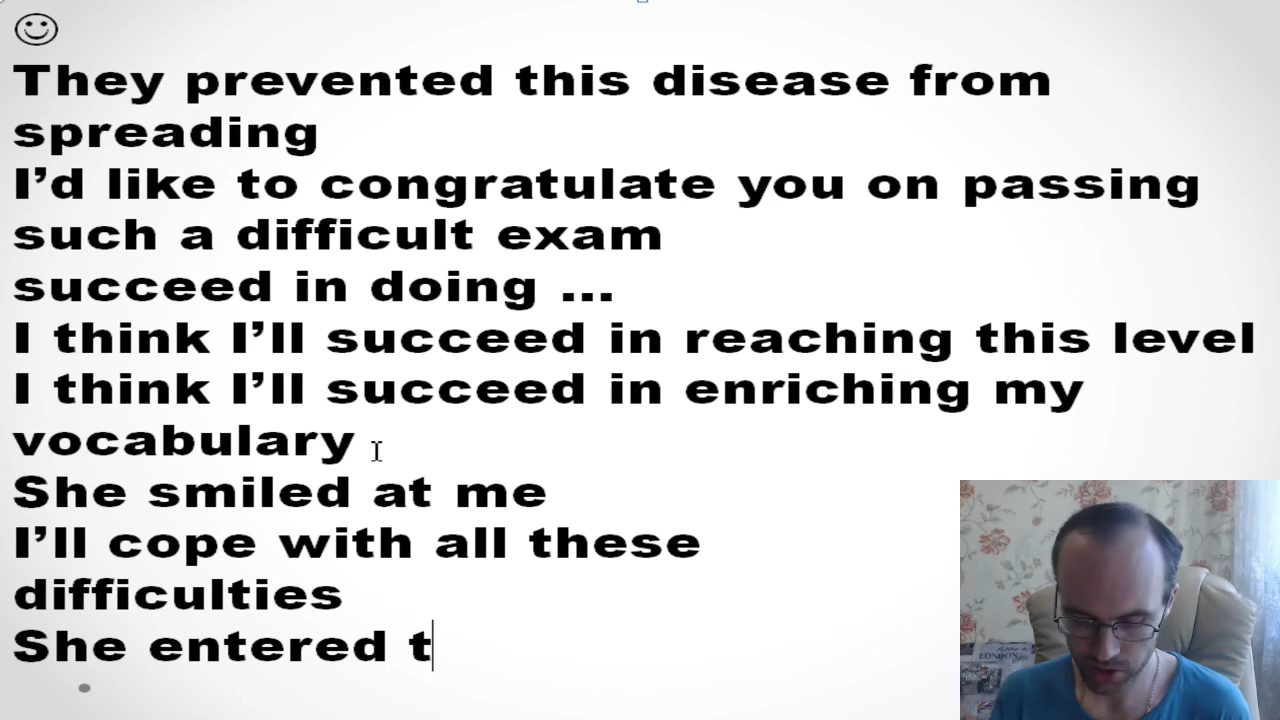 They prevented this disease from
spreading
I’d like to congratulate you on passing
such a difficult exam
succeed in doing ...
I think I’ll succeed in reaching this level
I think I’ll succeed in enriching my
vocabulary
She smiled at me
I’ll cope with all these
difficulties
She entered t
LONDON